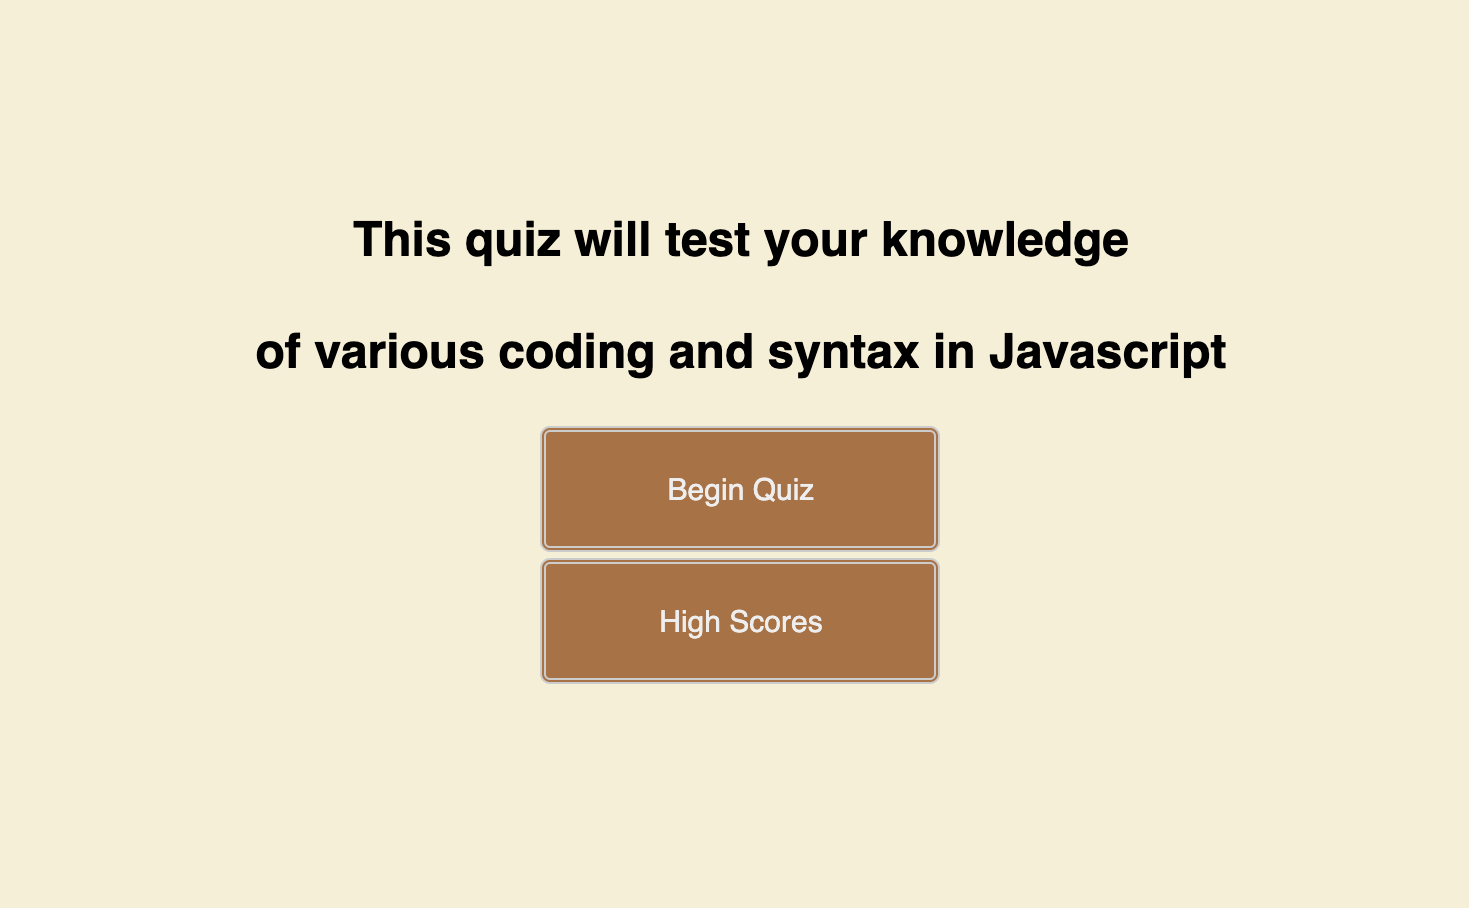 This quiz will test your knowledge
of various coding and syntax in Javascript
Begin Quiz
High Scores